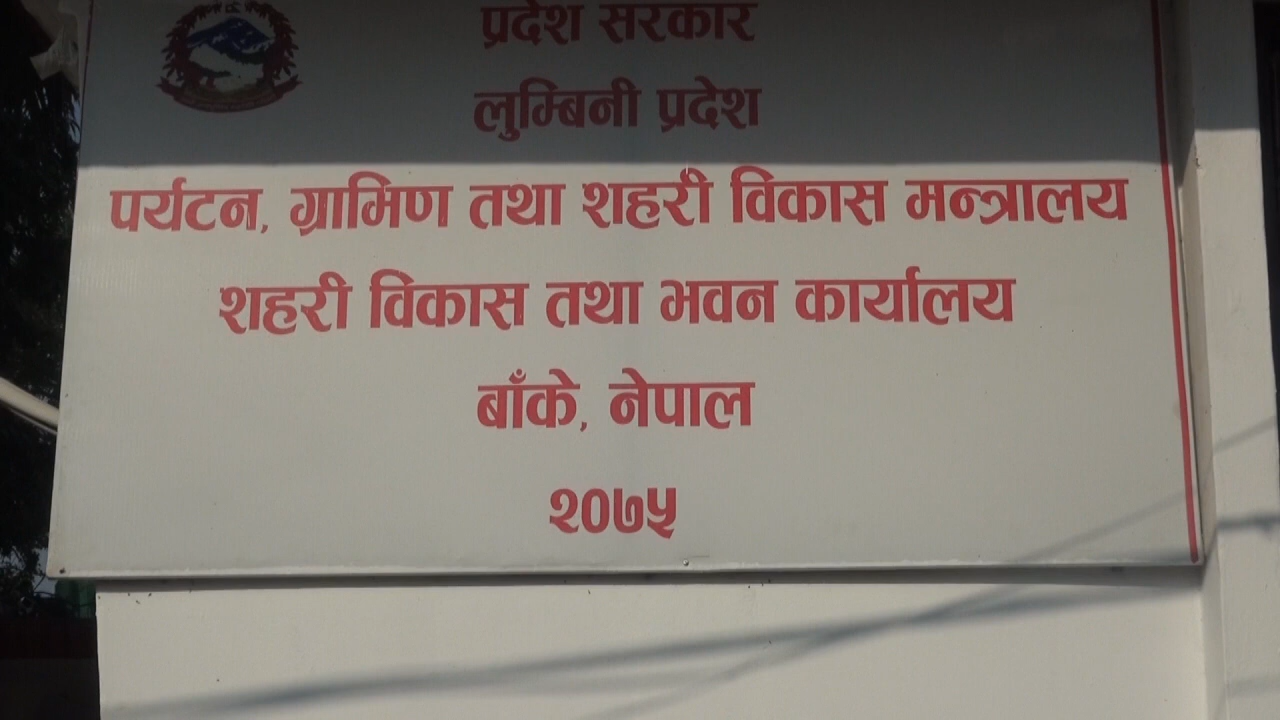 प्रदेश सरकार
लुम्बिनी प्रदेश
पर्यटन, ग्रामिण तथा शहरी विकास मन्त्रालय
शहरी विकास तथा भवन कार्यालय
बाँके, नेपाल
२०७५